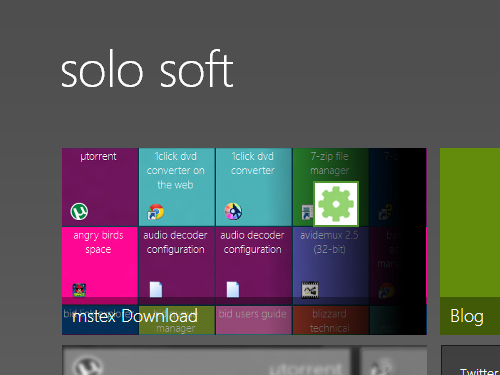 solo soft
µtorrent
1click dvd
converter on
the web
1click dvd
converter
7-zip file
manager
angry birds
space
audio decoder
configuration
audio decoder
configuration
avidemux 2.5
(32-bit)
mstex Download
manager
bid users guide
blizzard
technical
Blog
µtorrent
Twitter